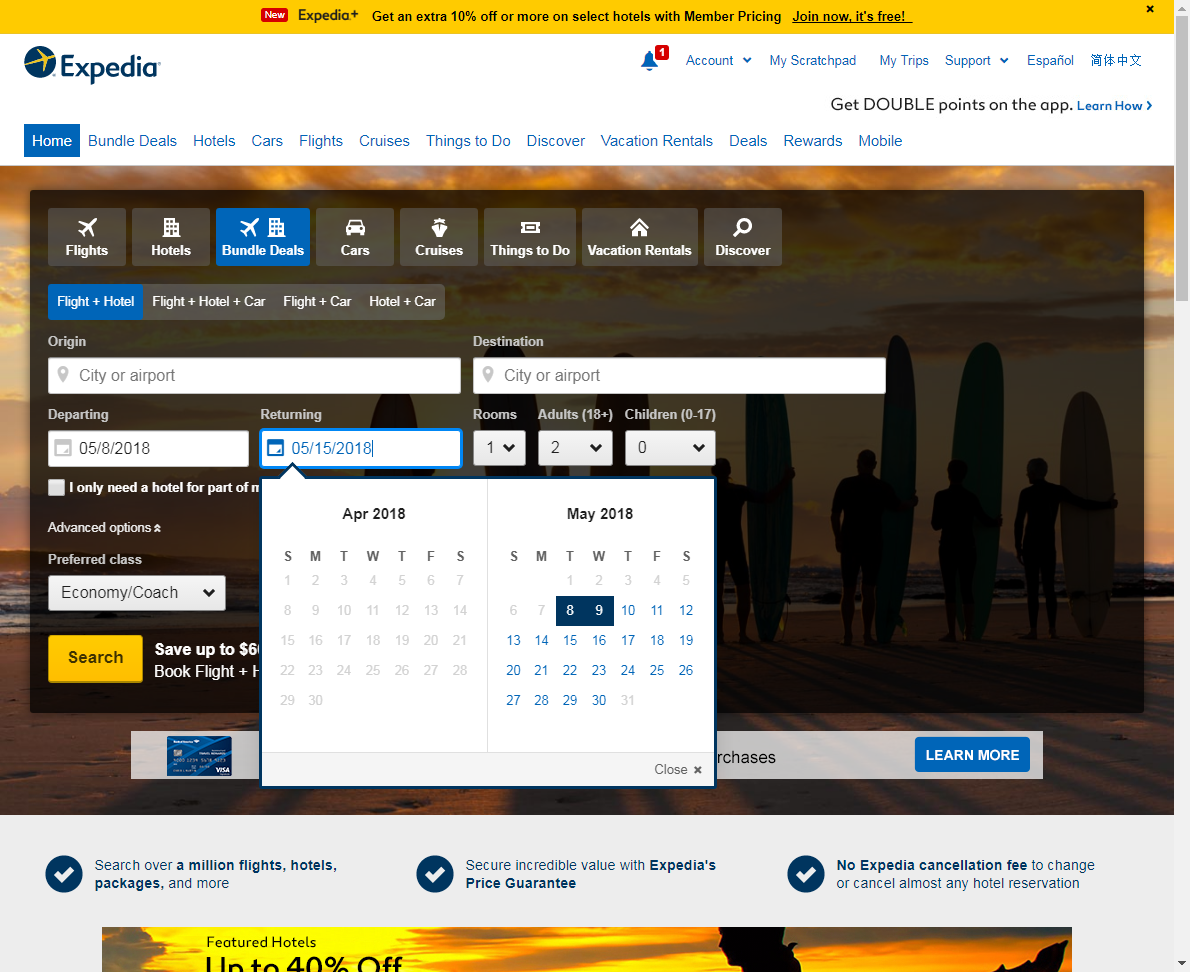 New Expedia+ Get an extra 10% off or more on select hotels with Member Pricing Join now, it's free! ×
Expedia 1 Account My Scratchpad My Trips Support Español 简体中文
Get DOUBLE points on the app. Learn How ›
Home Bundle Deals Hotels Cars Flights Cruises Things to Do Discover Vacation Rentals Deals Rewards Mobile
Flights Hotels Bundle Deals Cars Cruises Things to Do Vacation Rentals Discover
Flight + Hotel Flight + Hotel + Car Flight + Car Hotel + Car
Origin Destination
City or airport City or airport
Departing Returning Rooms Adults (18+) Children (0-17)
05/8/2018 05/15/2018 1 2 0
I only need a hotel for part of m
Advanced options
Preferred class
Economy/Coach
Search
Save up to $6
Book Flight + H
Apr 2018
S M T W T F S
1 2 3 4 5 6 7
8 9 10 11 12 13 14
15 16 17 18 19 20 21
22 23 24 25 26 27 28
29 30
May 2018
S M T W T F S
1 2 3 4 5
6 7 8 9 10 11 12
13 14 15 16 17 18 19
20 21 22 23 24 25 26
27 28 29 30 31
Close ×
VISA
rchases LEARN MORE
Search over a million flights, hotels,
packages, and more
Secure incredible value with Expedia's
Price Guarantee
No Expedia cancellation fee to change
or cancel almost any hotel reservation
Featured Hotels
Up to 40% Off